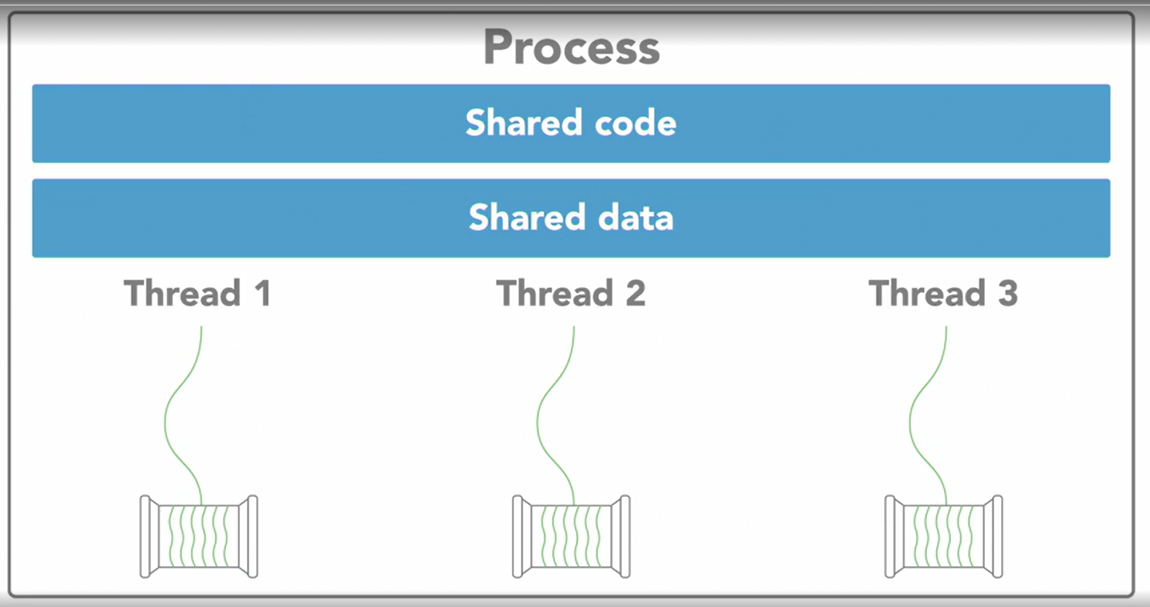 Process
Shared code
Shared data
Thread 1
Thread 2
Thread 3